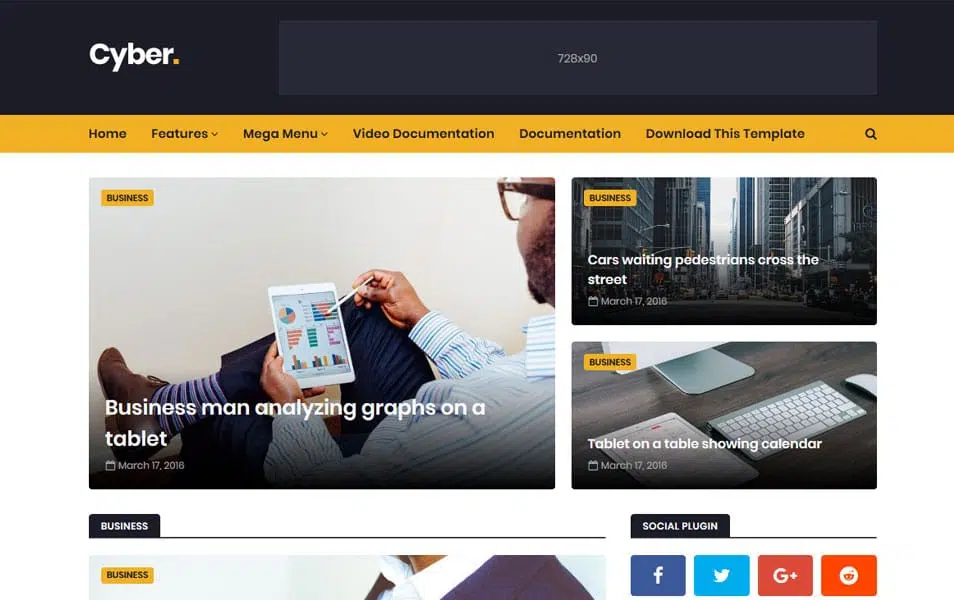 Cyber.
728x90
Home Features Mega Menu Video Documentation Documentation Download This Template
BUSINESS
Business man analyzing graphs on a
tablet
March 17, 2016
BUSINESS
Cars waiting pedestrians cross the
street
March 17, 2016
BUSINESS
Tablet on a table showing calendar
March 17, 2016
BUSINESS
BUSINESS
SOCIAL PLUGIN
f
G+